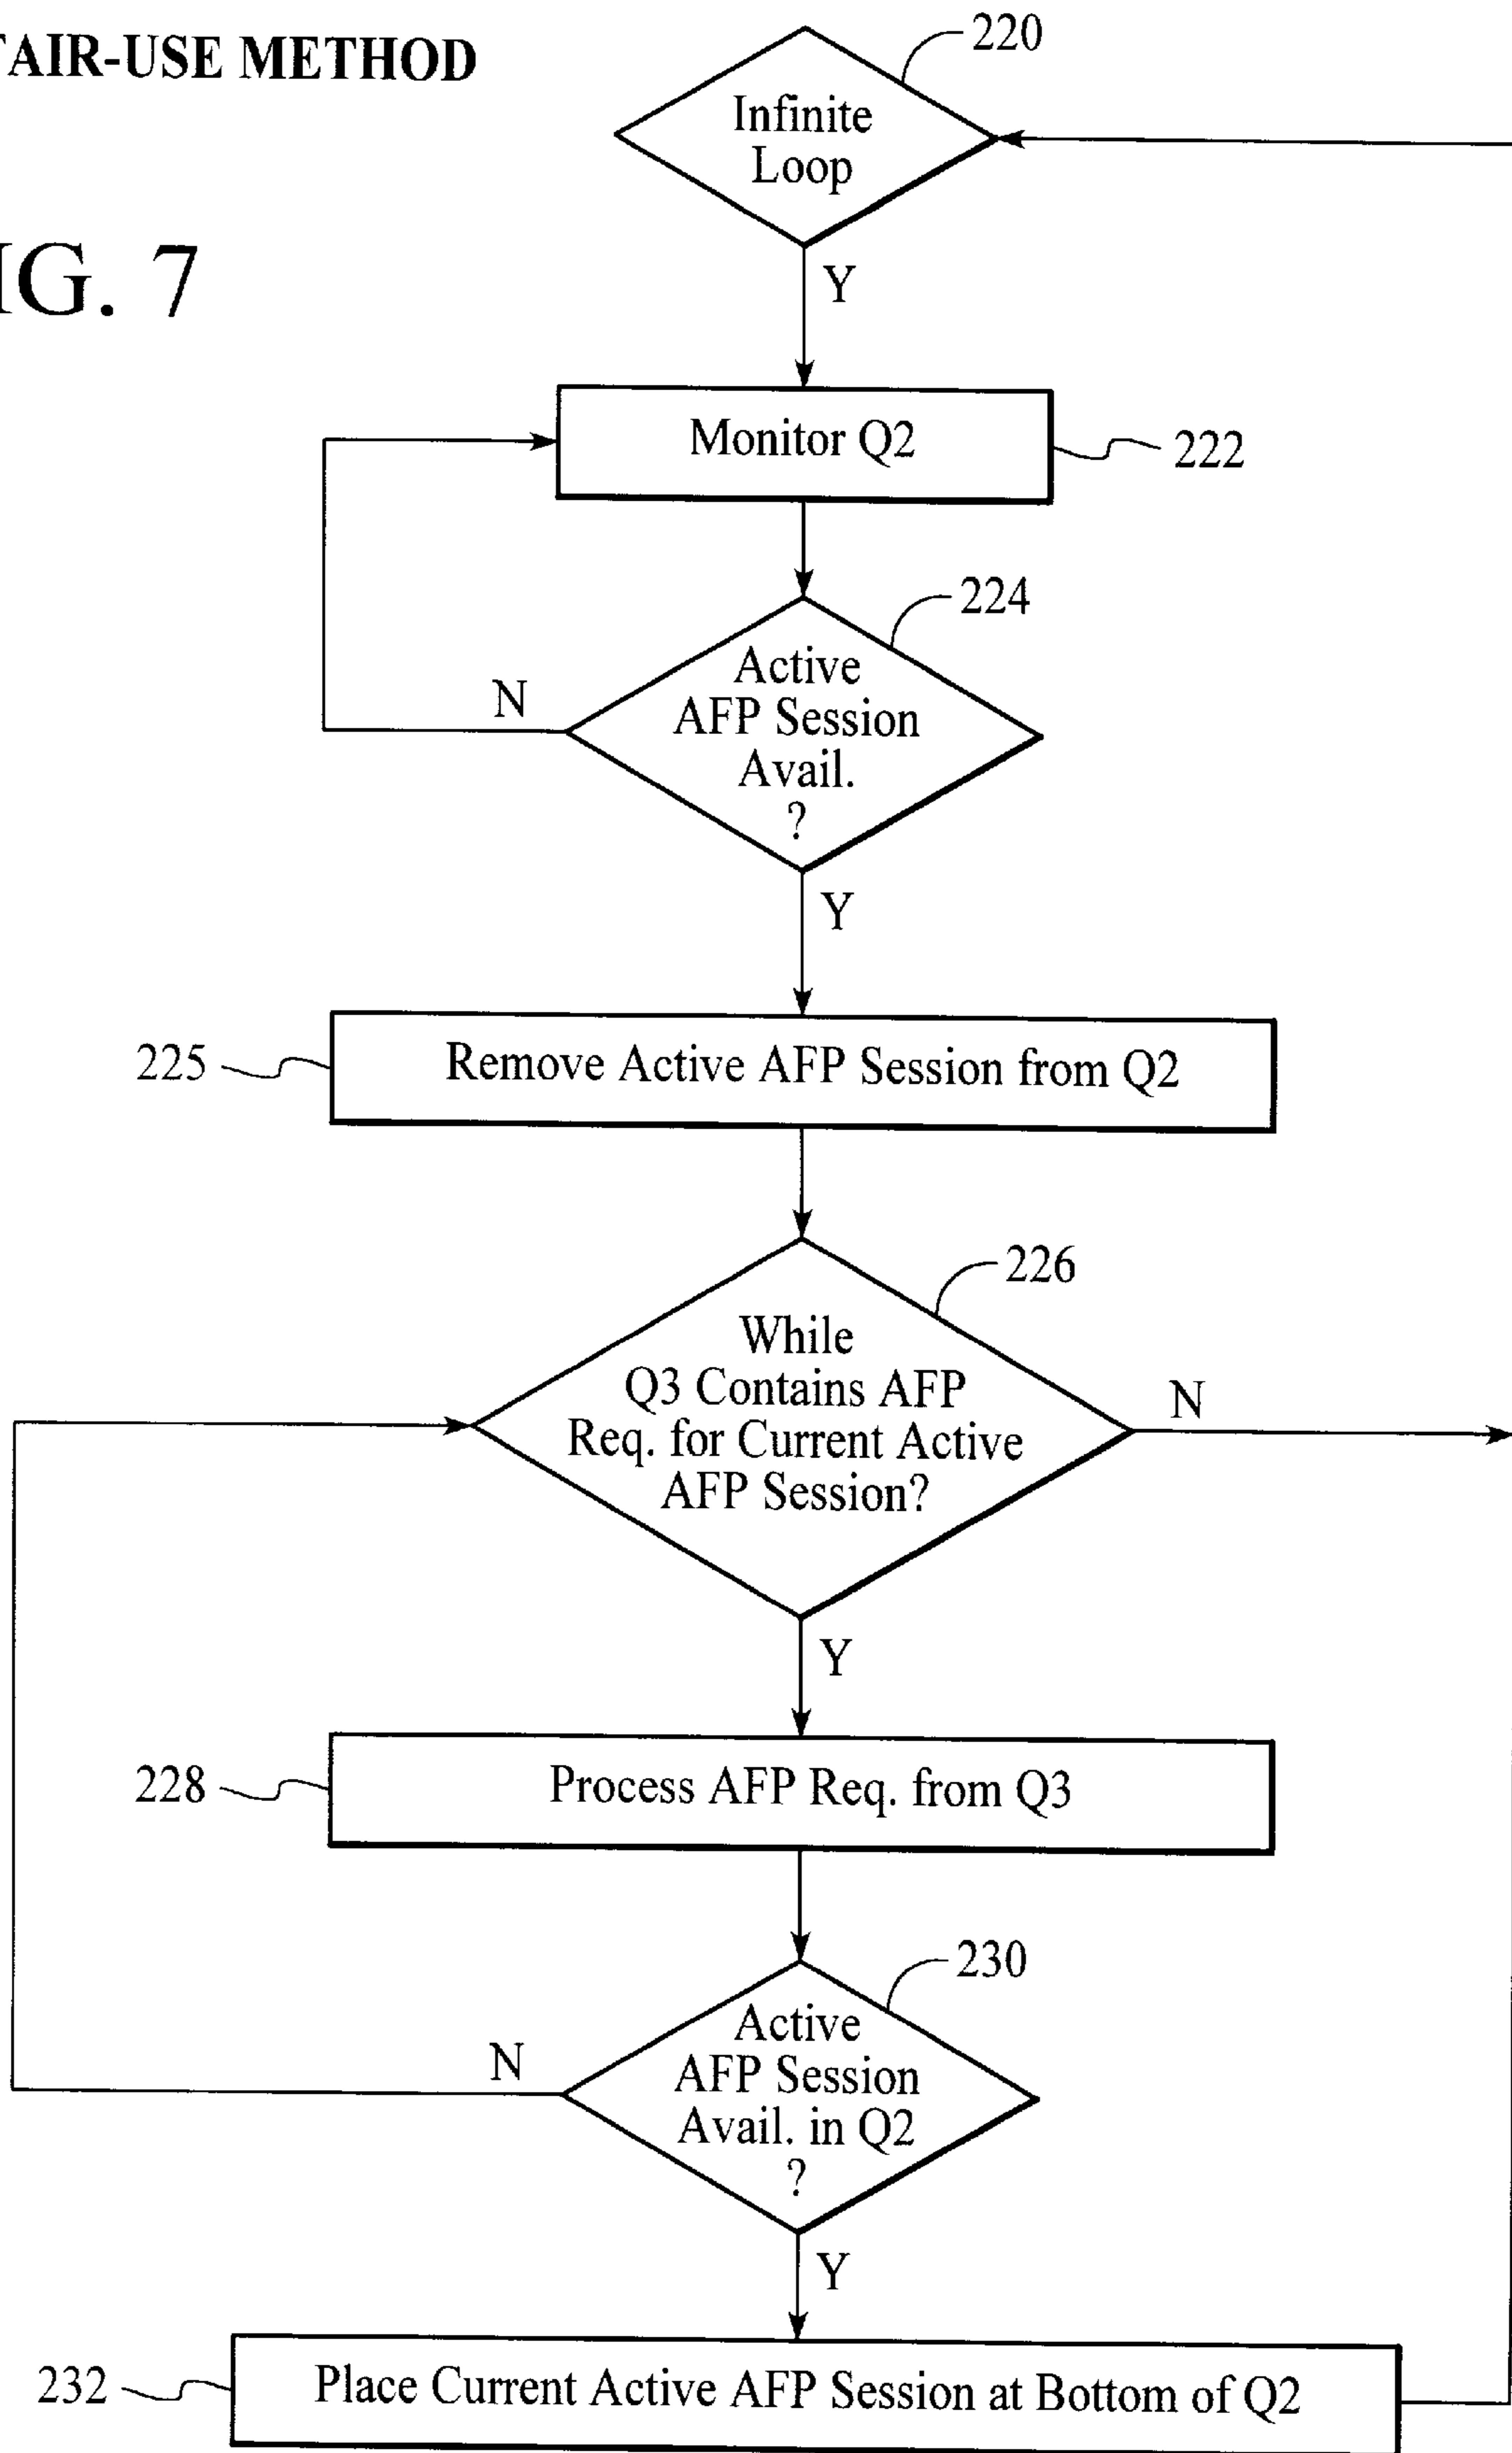 FAIR-USE METHOD
FIG. 7
220
Infinite
Loop
Y
Monitor Q2
222
224
Active
AFP Session
Avail.
?
N
Y
225
Remove Active AFP Session from Q2
226
While
Q3 Contains AFP
Req. for Current Active
AFP Session?
N
Y
228
Process AFP Req. from Q3
230
Active
AFP Session
Avail. in Q2
?
N
Y
232
Place Current Active AFP Session at Bottom of Q2